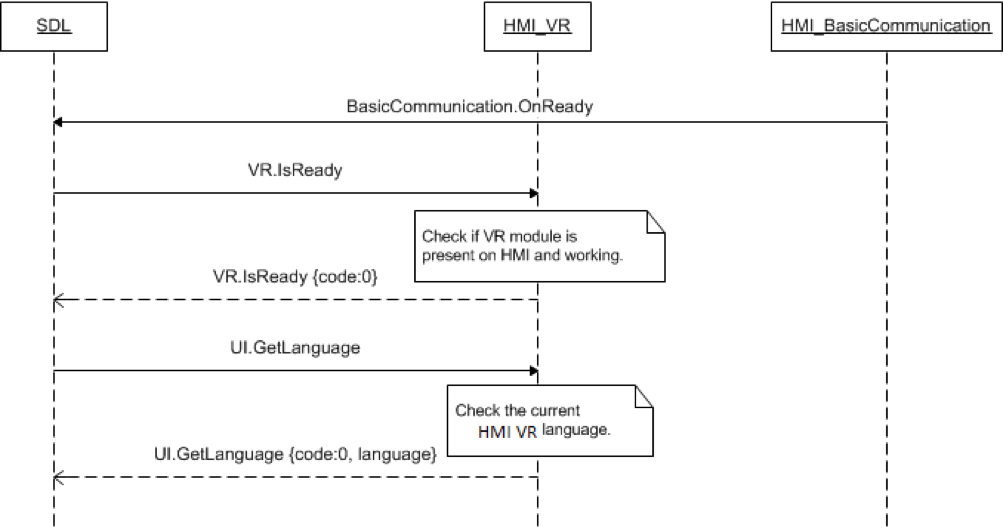 SDL
HMI_VR
HMI_BasicCommunication
BasicCommunication.OnReady
VR.IsReady
Check if VR module is
present on HMI and working.
VR.IsReady {code:0}
UI.GetLanguage
Check the current
HMI VR language.
UI.GetLanguage {code:0, language}